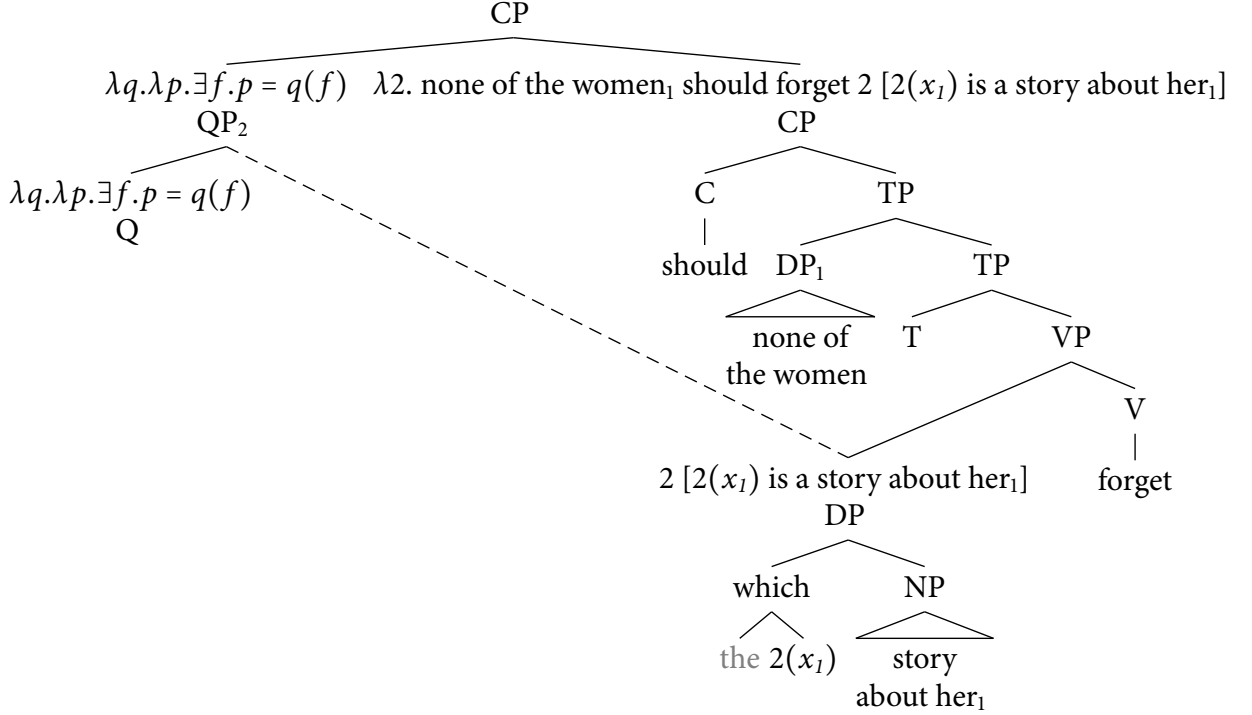 CP
λq.λp.∃f.p = q(f) λ2. none of the women₁ should forget 2 [2(x₁) is a story about her₁]
QP₂ CP
λq.λp.∃f.p = q(f) C TP
Q
should DP₁ TP
none of T VP
the women
V
2 [2(x₁) is a story about her₁] forget
DP
which NP
the 2(x₁) story
about her₁